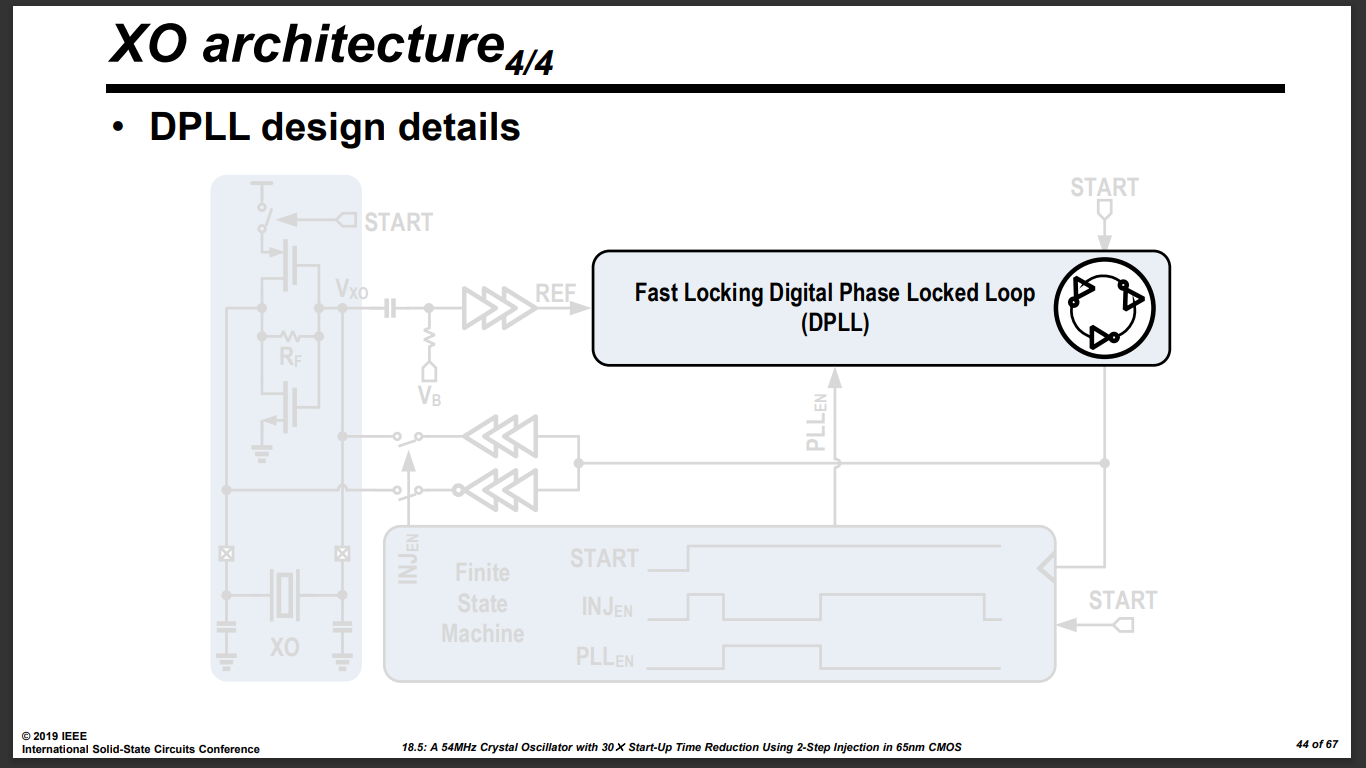 XO architecture4/4
• DPLL design details
START
START
VXO
REF
Fast Locking Digital Phase Locked Loop
(DPLL)
RF
VB
PLLEN
INJEN
Finite
State
Machine
START
INJEN
PLLEN
START
XO
© 2019 IEEE
International Solid-State Circuits Conference
18.5: A 54MHz Crystal Oscillator with 30✕ Start-Up Time Reduction Using 2-Step Injection in 65nm CMOS
44 of 67